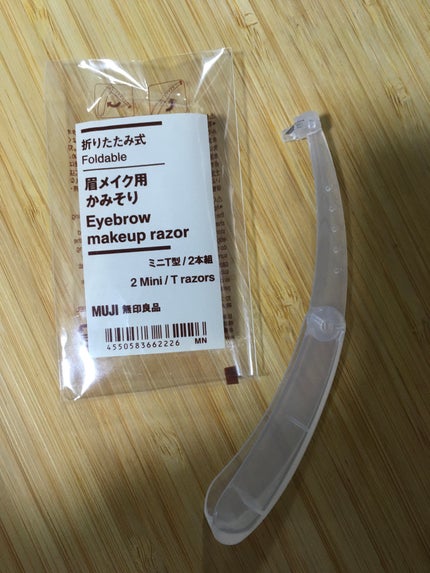 折りたたみ式
Foldable
眉メイク用
かみそり
Eyebrow
makeup razor
ミニT型/2本組
2 Mini/T razors
MUJI 無印良品
4550583662226
MN